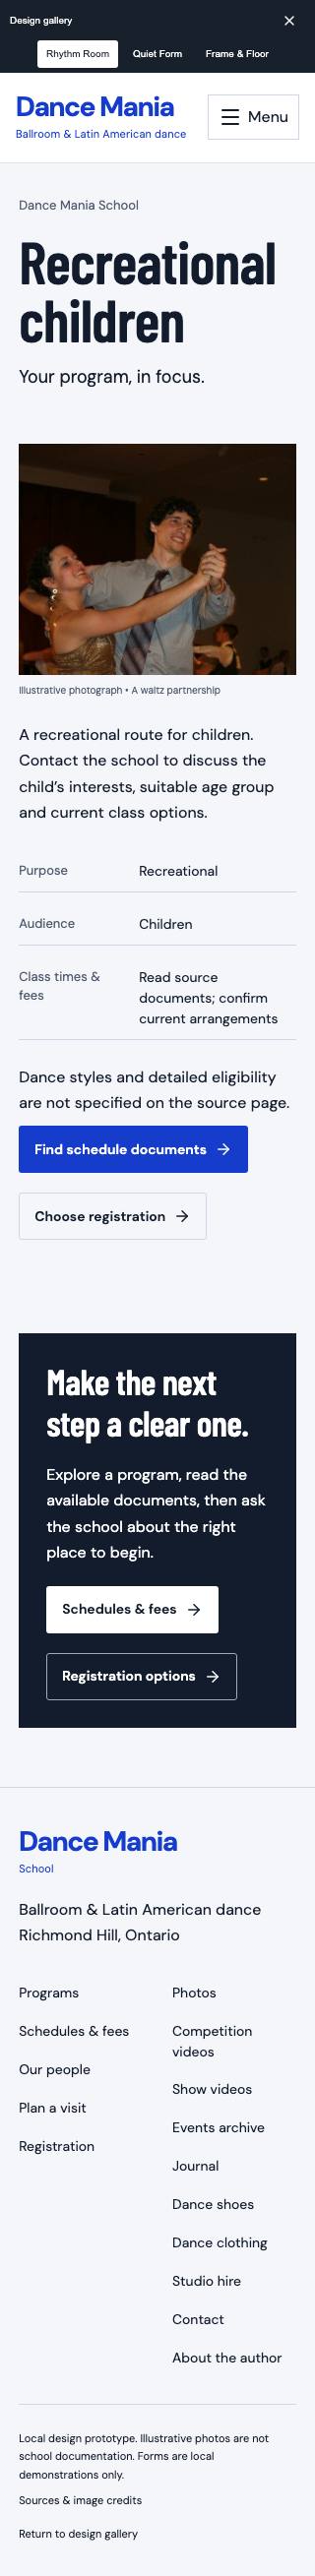 Design gallery
×
Rhythm Room Quiet Form Frame & Floor
Dance Mania
Ballroom & Latin American dance
Menu
Dance Mania School
Recreational
children
Your program, in focus.
Illustrative photograph • A waltz partnership
A recreational route for children.
Contact the school to discuss the
child’s interests, suitable age group
and current class options.
Purpose Recreational
Audience Children
Class times &
fees
Read source
documents; confirm
current arrangements
Dance styles and detailed eligibility
are not specified on the source page.
Find schedule documents →
Choose registration →
Make the next
step a clear one.
Explore a program, read the
available documents, then ask
the school about the right
place to begin.
Schedules & fees →
Registration options →
Dance Mania
School
Ballroom & Latin American dance
Richmond Hill, Ontario
Programs
Schedules & fees
Our people
Plan a visit
Registration
Photos
Competition
videos
Show videos
Events archive
Journal
Dance shoes
Dance clothing
Studio hire
Contact
About the author
Local design prototype. Illustrative photos are not
school documentation. Forms are local
demonstrations only.
Sources & image credits
Return to design gallery